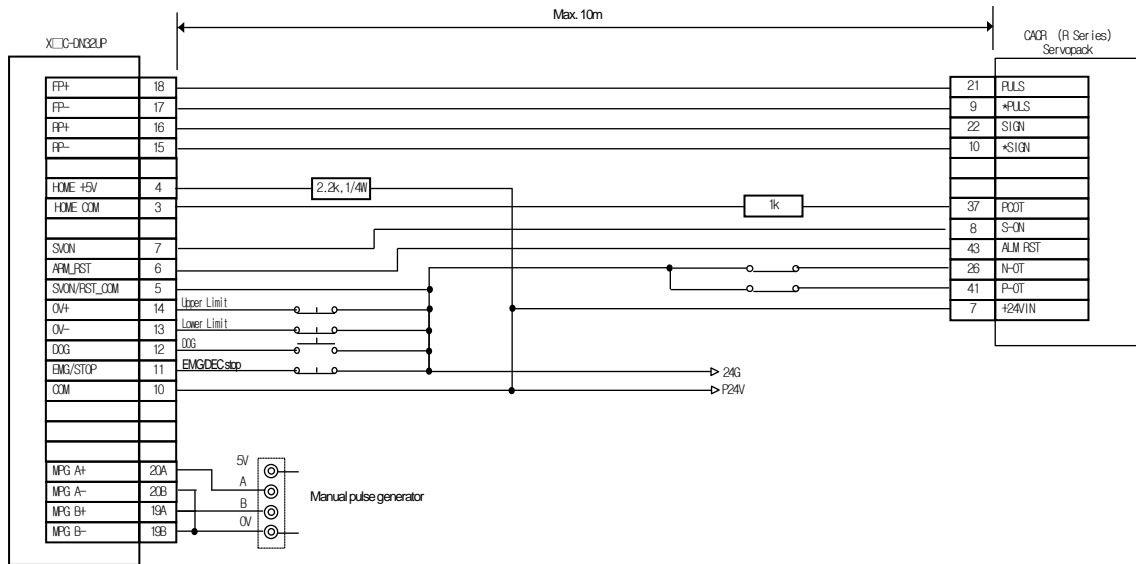 Max. 10m
X□C-DN32UP
CACR (R Series)
Servopack
FP+ 18
FP- 17
RP+ 16
RP- 15
HOME +5V 4
HOME COM 3
SVON 7
ARM_RST 6
SVON/RST_COM 5
OV+ 14
OV- 13
DOG 12
EMG/STOP 11
COM 10
MPG A+ 20A
MPG A- 20B
MPG B+ 19A
MPG B- 19B
2.2k, 1/4W
1k
Upper Limit
Lower Limit
DOG
EMG/DEC stop
24G
P24V
21 PULS
9 *PULS
22 SIGN
10 *SIGN
37 PCOT
8 S-ON
43 ALM RST
26 N-OT
41 P-OT
7 +24VIN
5V
A
B
0V
Manual pulse generator